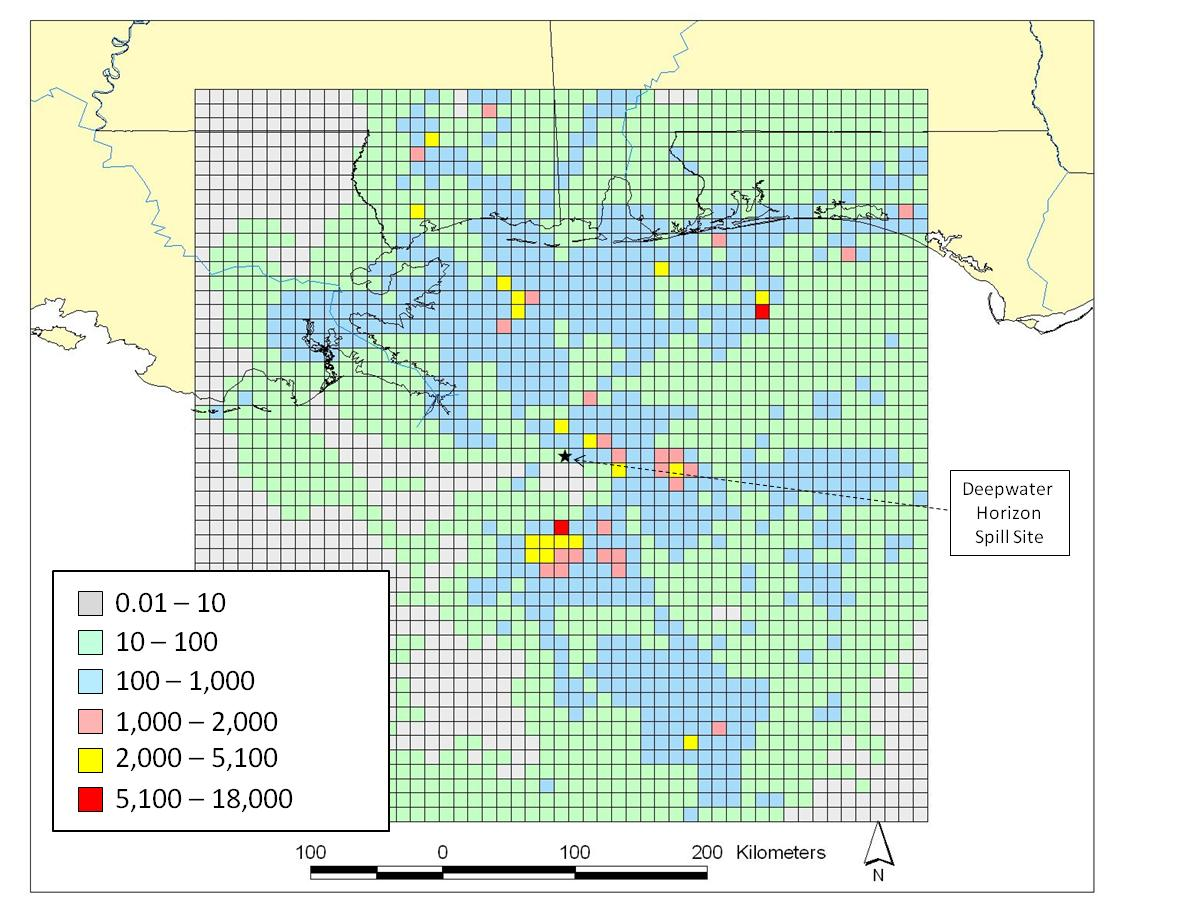 Deepwater
Horizon
Spill Site
0.01 – 10
10 – 100
100 – 1,000
1,000 – 2,000
2,000 – 5,100
5,100 – 18,000
100 0 100 200 Kilometers
N